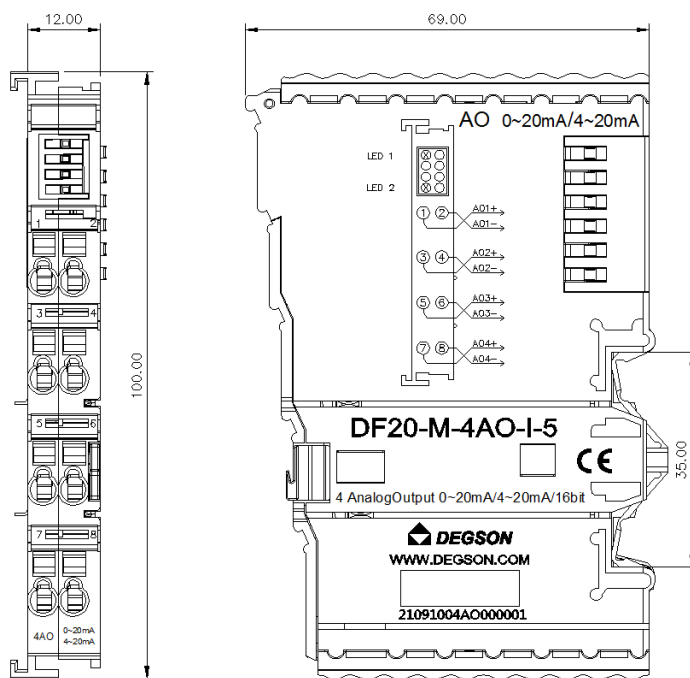 12.00
69.00
1 2
3 4
5 6
7 8
4AO
0~20mA
4~20mA
100.00
AO 0~20mA/4~20mA
LED 1
LED 2
1 2 AO1+
AO1-
3 4 AO2+
AO2-
5 6 AO3+
AO3-
7 8 AO4+
AO4-
DF20-M-4AO-I-5
CE
4 AnalogOutput 0~20mA/4~20mA/16bit
35.00
DEGSON
WWW.DEGSON.COM
21091004AO000001